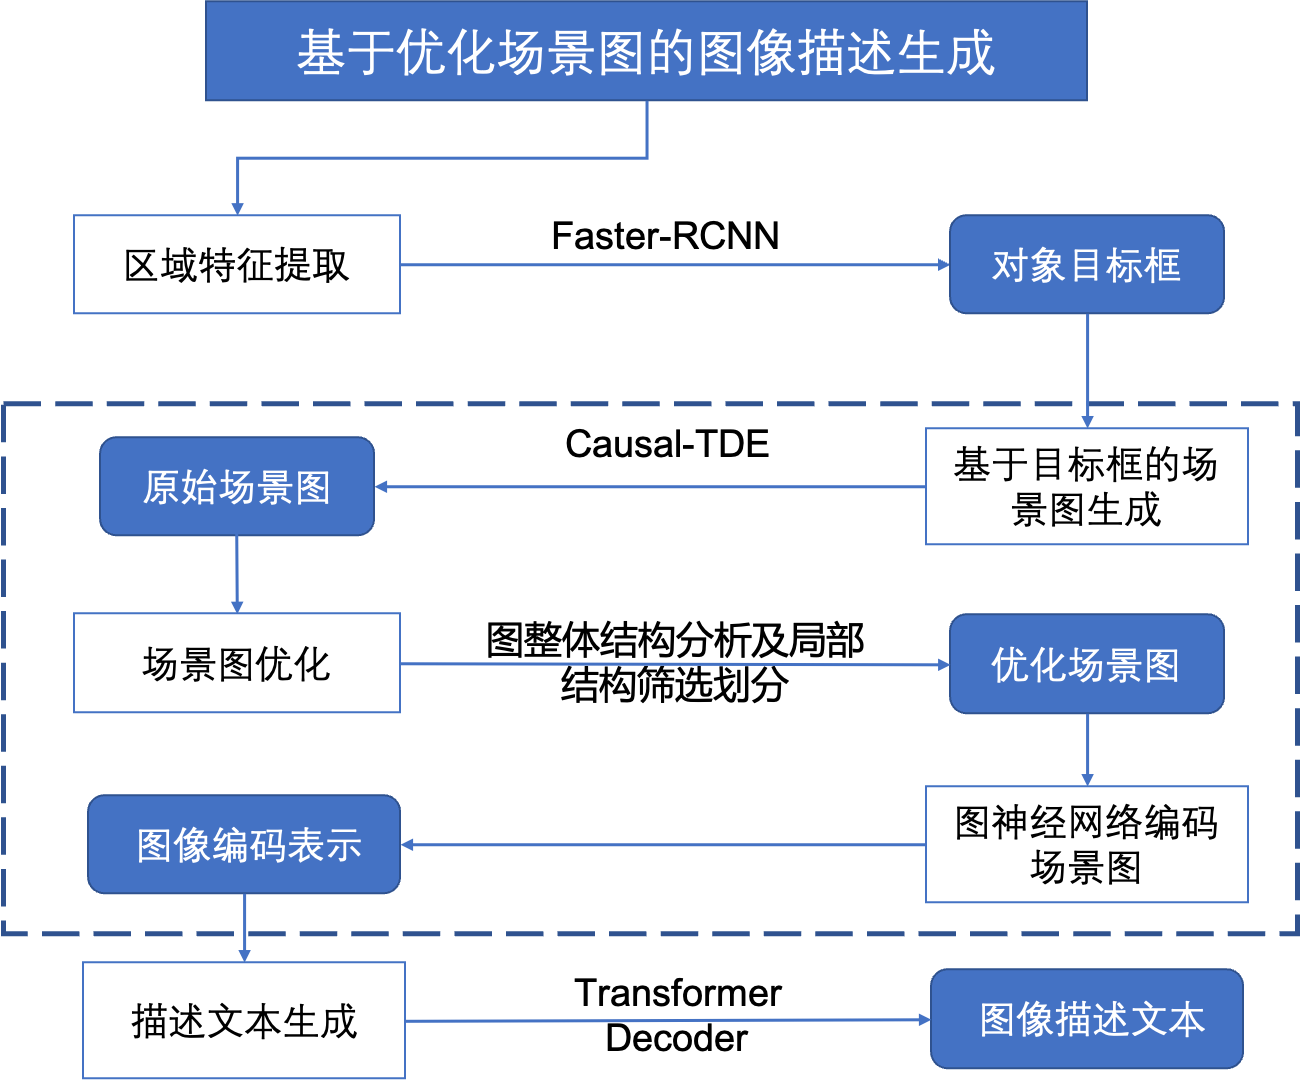 基于优化场景图的图像描述生成
区域特征提取
Faster-RCNN
对象目标框
原始场景图
Causal-TDE
基于目标框的场
景图生成
场景图优化
图整体结构分析及局部
结构筛选划分
优化场景图
图像编码表示
图神经网络编码
场景图
描述文本生成
Transformer
Decoder
图像描述文本